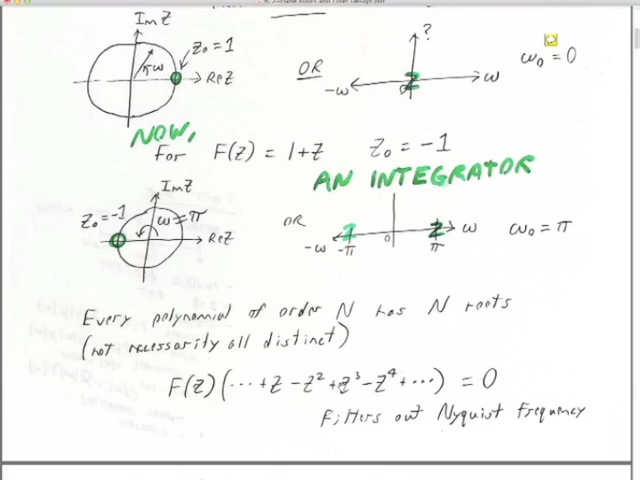 Im Z
Z₀ = 1
πω
Re Z
OR
?
-ω
0
ω
ω₀ = 0
NOW,
For F(Z) = 1+Z Z₀ = -1
AN INTEGRATOR
Im Z
Z₀=-1
ω=π
Re Z
OR
-ω
-π
0
π
ω
ω₀ = π
Every polynomial of order N has N roots
(not necessarily all distinct)
F(Z) (··· + Z - Z² + Z³ - Z⁴ + ···) = 0
Filters out Nyquist Frequency